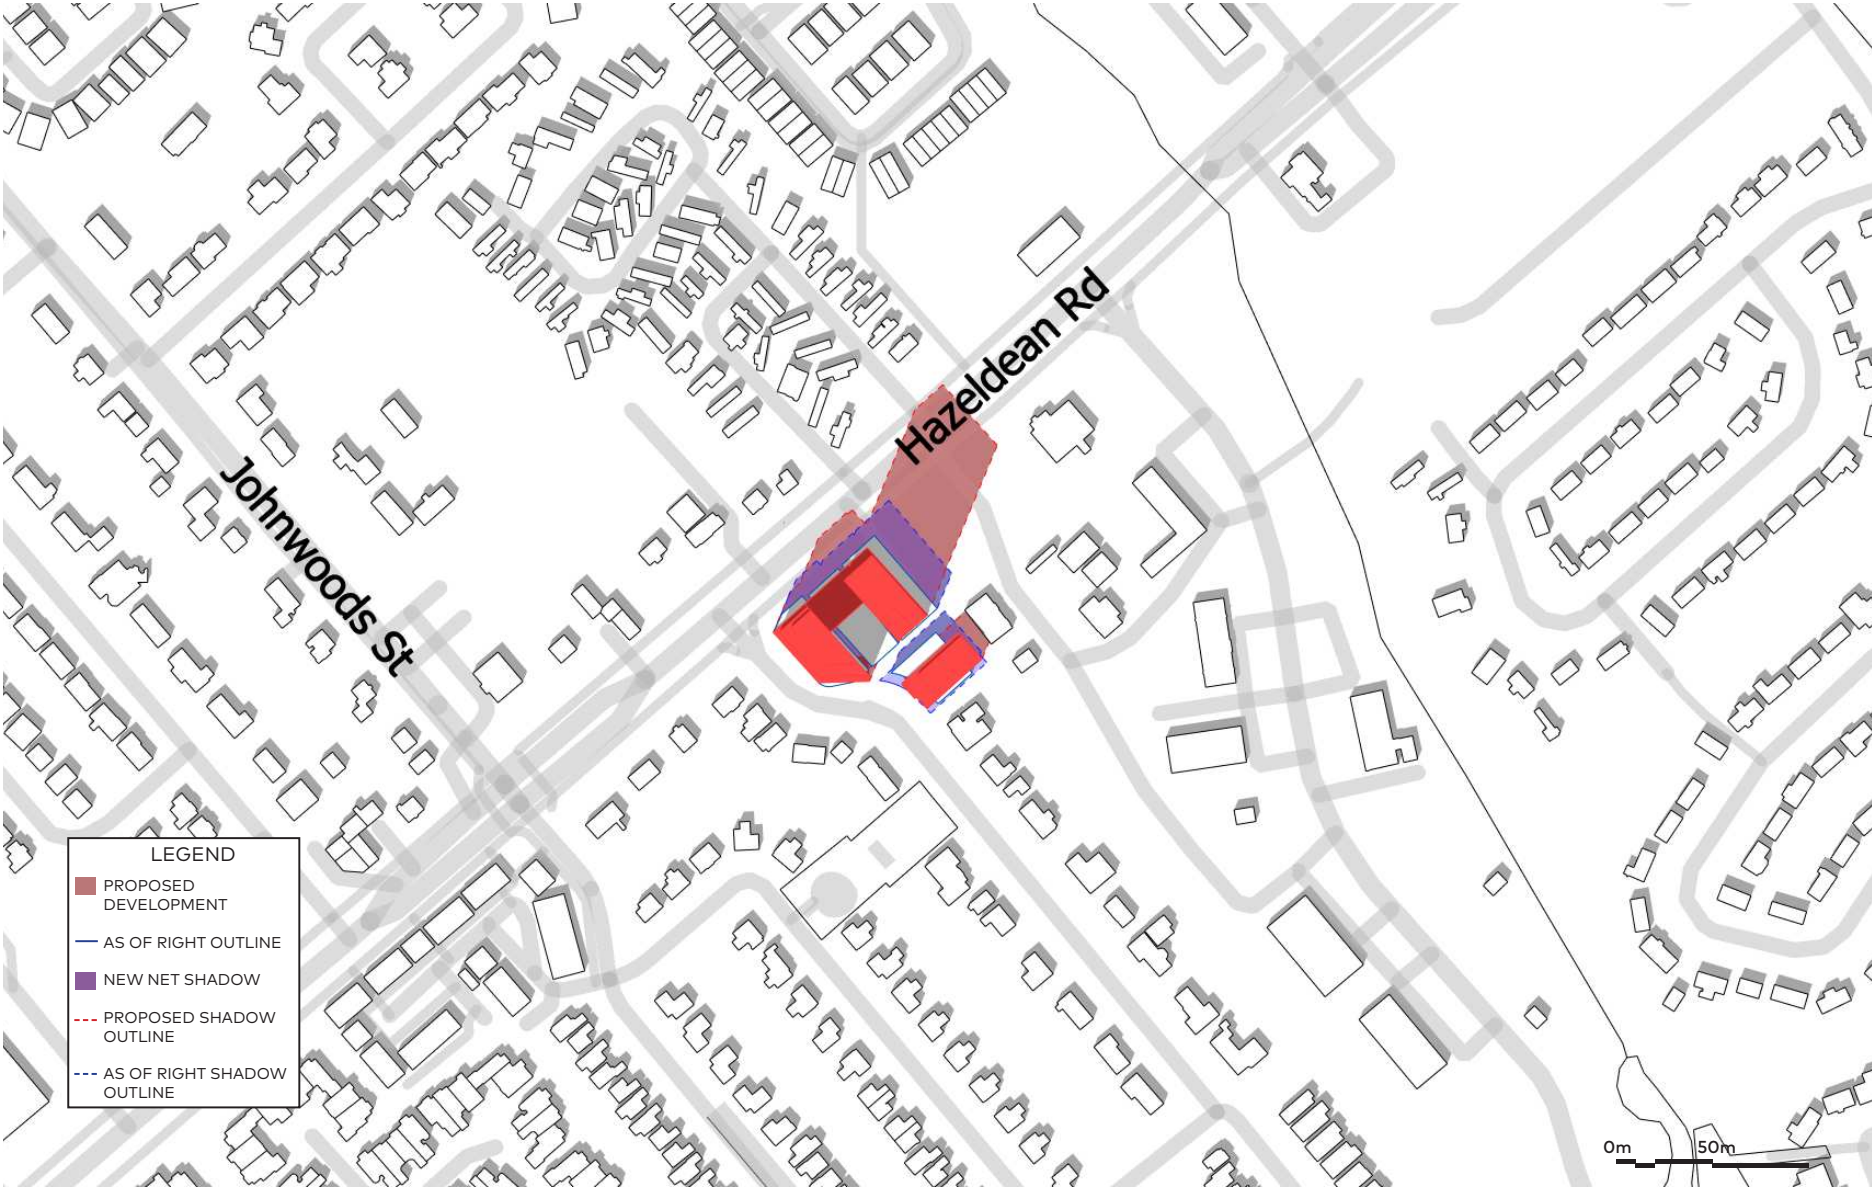 Hazeldean Rd
Johnwoods St
LEGEND
PROPOSED
DEVELOPMENT
AS OF RIGHT OUTLINE
NEW NET SHADOW
PROPOSED SHADOW
OUTLINE
AS OF RIGHT SHADOW
OUTLINE
0m 50m